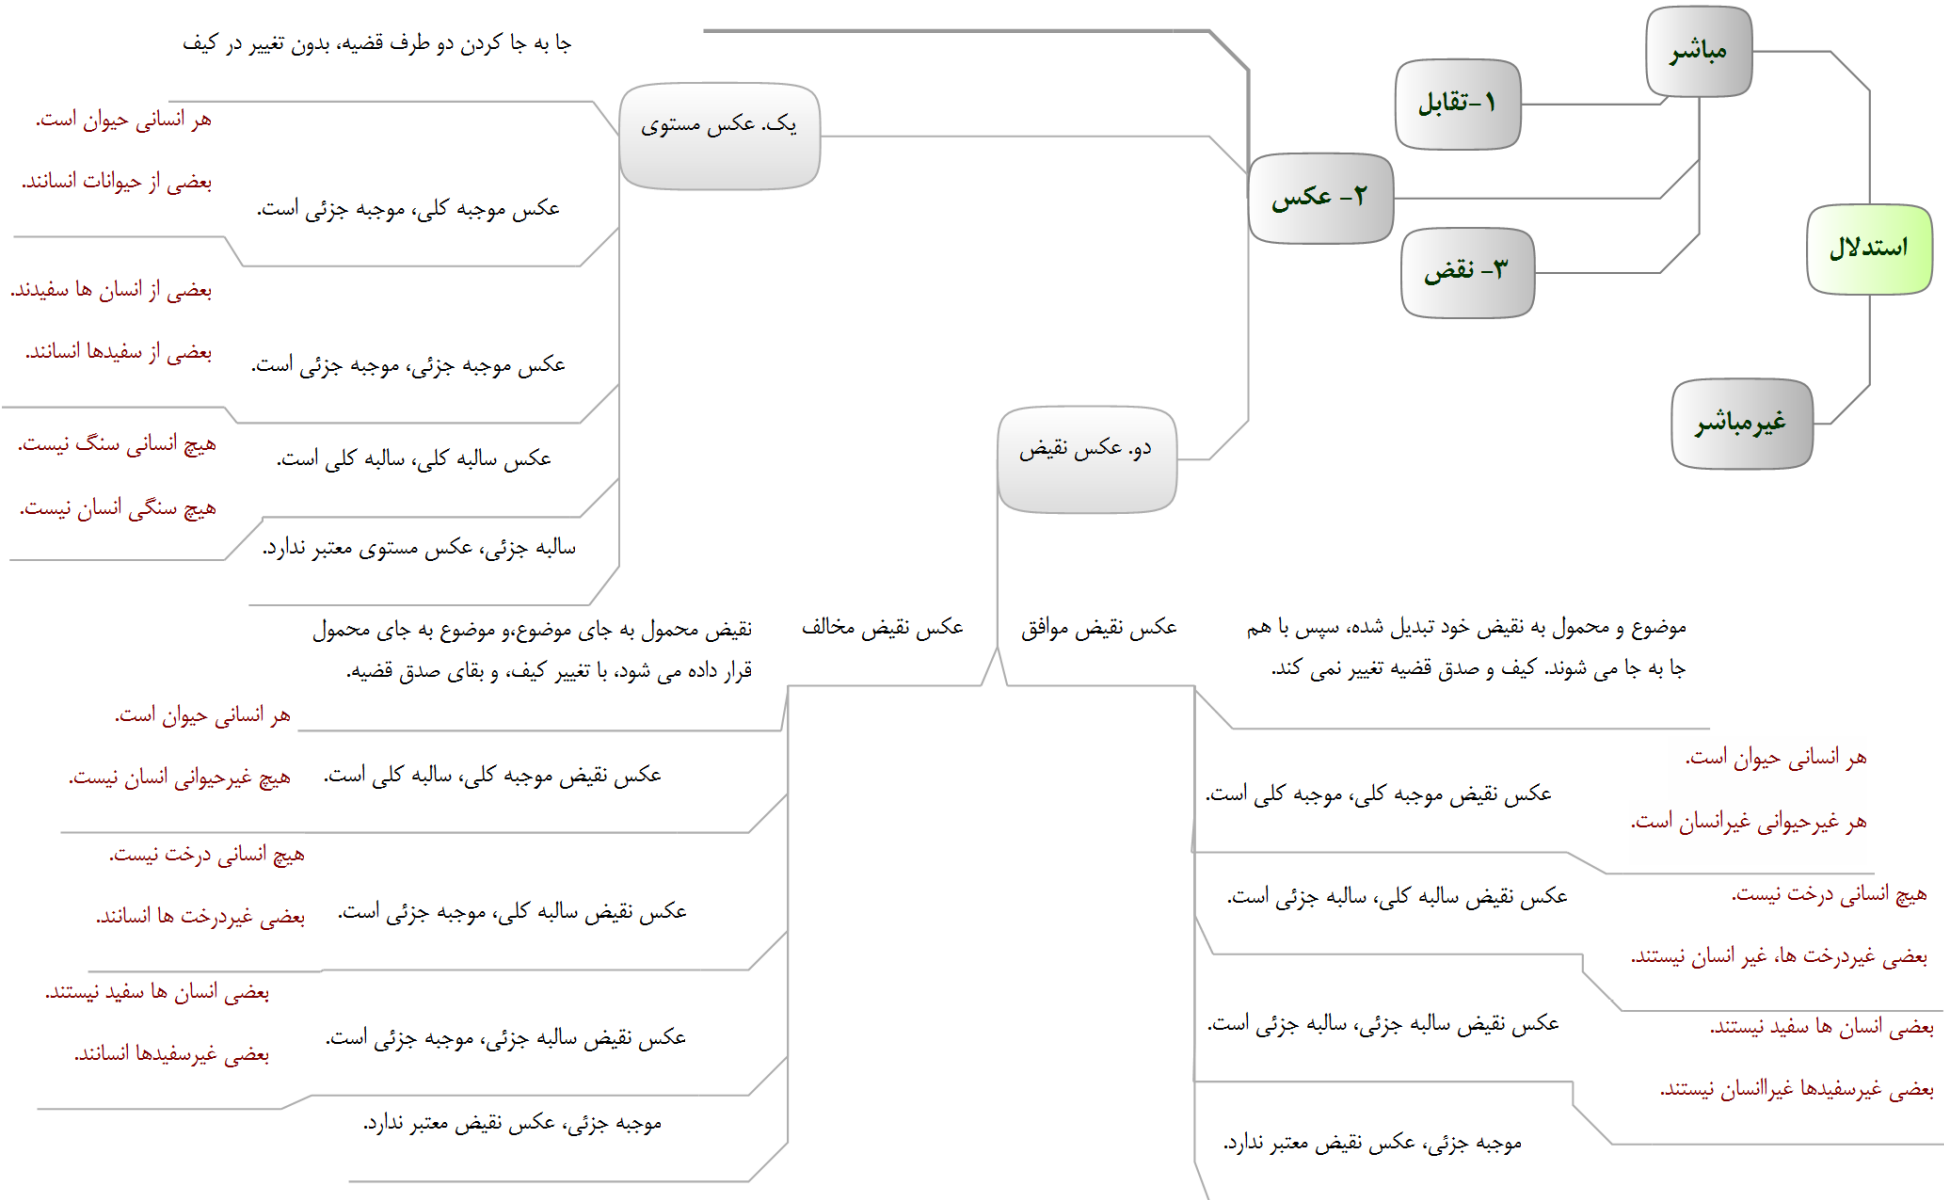 استدلال
مباشر
۱-تقابل
۲- عکس
یک. عکس مستوی
جا به جا کردن دو طرف قضیه، بدون تغییر در کیف
عکس موجبه کلی، موجبه جزئی است.
هر انسانی حیوان است.
بعضی از حیوانات انسانند.
عکس موجبه جزئی، موجبه جزئی است.
بعضی از انسان ها سفیدند.
بعضی از سفیدها انسانند.
عکس سالبه کلی، سالبه کلی است.
هیچ انسانی سنگ نیست.
هیچ سنگی انسان نیست.
سالبه جزئی، عکس مستوی معتبر ندارد.
دو. عکس نقیض
عکس نقیض موافق
موضوع و محمول به نقیض خود تبدیل شده، سپس با هم
جا به جا می شوند. کیف و صدق قضیه تغییر نمی کند.
عکس نقیض موجبه کلی، موجبه کلی است.
هر انسانی حیوان است.
هر غیرحیوانی غیرانسان است.
عکس نقیض سالبه کلی، سالبه جزئی است.
هیچ انسانی درخت نیست.
بعضی غیردرخت ها، غیر انسان نیستند.
عکس نقیض سالبه جزئی، سالبه جزئی است.
بعضی انسان ها سفید نیستند.
بعضی غیرسفیدها غیراانسان نیستند.
موجبه جزئی، عکس نقیض معتبر ندارد.
عکس نقیض مخالف
نقیض محمول به جای موضوع،و موضوع به جای محمول
قرار داده می شود، با تغییر کیف، و بقای صدق قضیه.
عکس نقیض موجبه کلی، سالبه کلی است.
هر انسانی حیوان است.
هیچ غیرحیوانی انسان نیست.
عکس نقیض سالبه کلی، موجبه جزئی است.
هیچ انسانی درخت نیست.
بعضی غیردرخت ها انسانند.
عکس نقیض سالبه جزئی، موجبه جزئی است.
بعضی انسان ها سفید نیستند.
بعضی غیرسفیدها انسانند.
موجبه جزئی، عکس نقیض معتبر ندارد.
۳- نقض
غیرمباشر